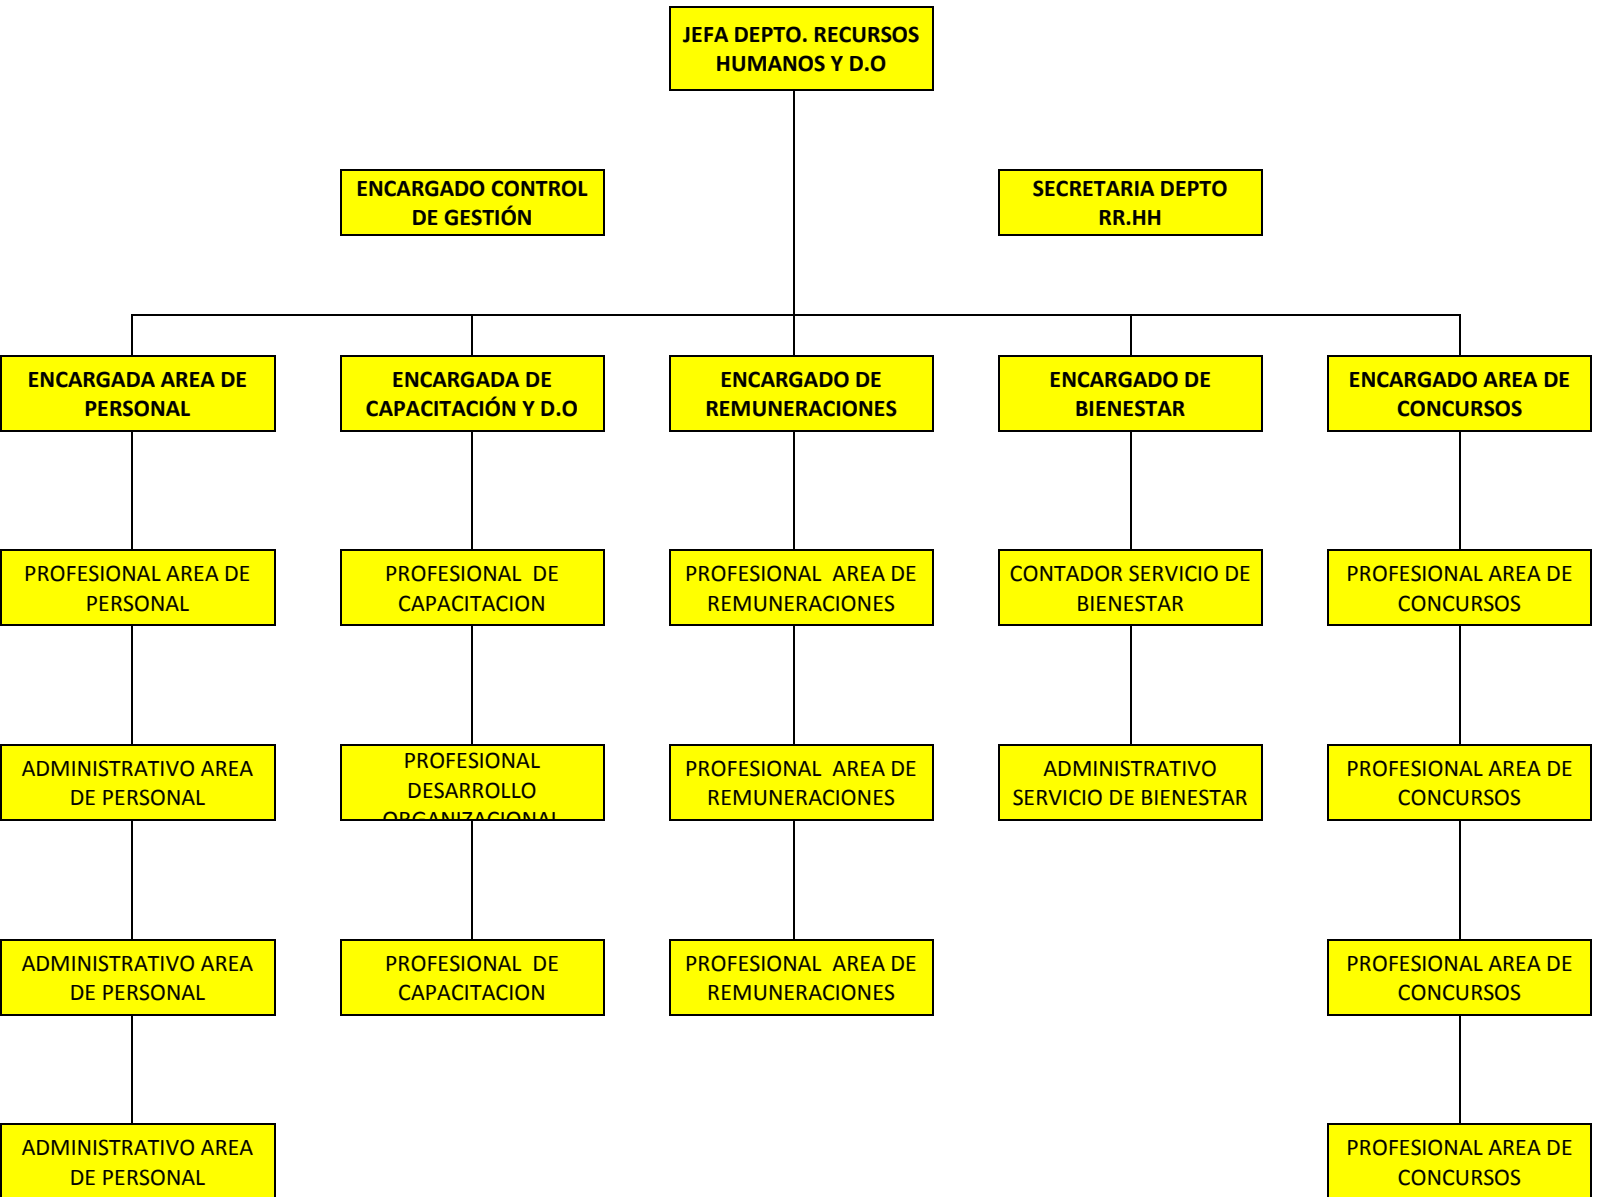 JEFA DEPTO. RECURSOS
HUMANOS Y D.O
ENCARGADO CONTROL
DE GESTIÓN
SECRETARIA DEPTO
RR.HH
ENCARGADA AREA DE
PERSONAL
ENCARGADA DE
CAPACITACIÓN Y D.O
ENCARGADO DE
REMUNERACIONES
ENCARGADO DE
BIENESTAR
ENCARGADO AREA DE
CONCURSOS
PROFESIONAL AREA DE
PERSONAL
PROFESIONAL DE
CAPACITACION
PROFESIONAL AREA DE
REMUNERACIONES
CONTADOR SERVICIO DE
BIENESTAR
PROFESIONAL AREA DE
CONCURSOS
ADMINISTRATIVO AREA
DE PERSONAL
PROFESIONAL
DESARROLLO
ORGANIZACIONAL
PROFESIONAL AREA DE
REMUNERACIONES
ADMINISTRATIVO
SERVICIO DE BIENESTAR
PROFESIONAL AREA DE
CONCURSOS
ADMINISTRATIVO AREA
DE PERSONAL
PROFESIONAL DE
CAPACITACION
PROFESIONAL AREA DE
REMUNERACIONES
PROFESIONAL AREA DE
CONCURSOS
ADMINISTRATIVO AREA
DE PERSONAL
PROFESIONAL AREA DE
CONCURSOS